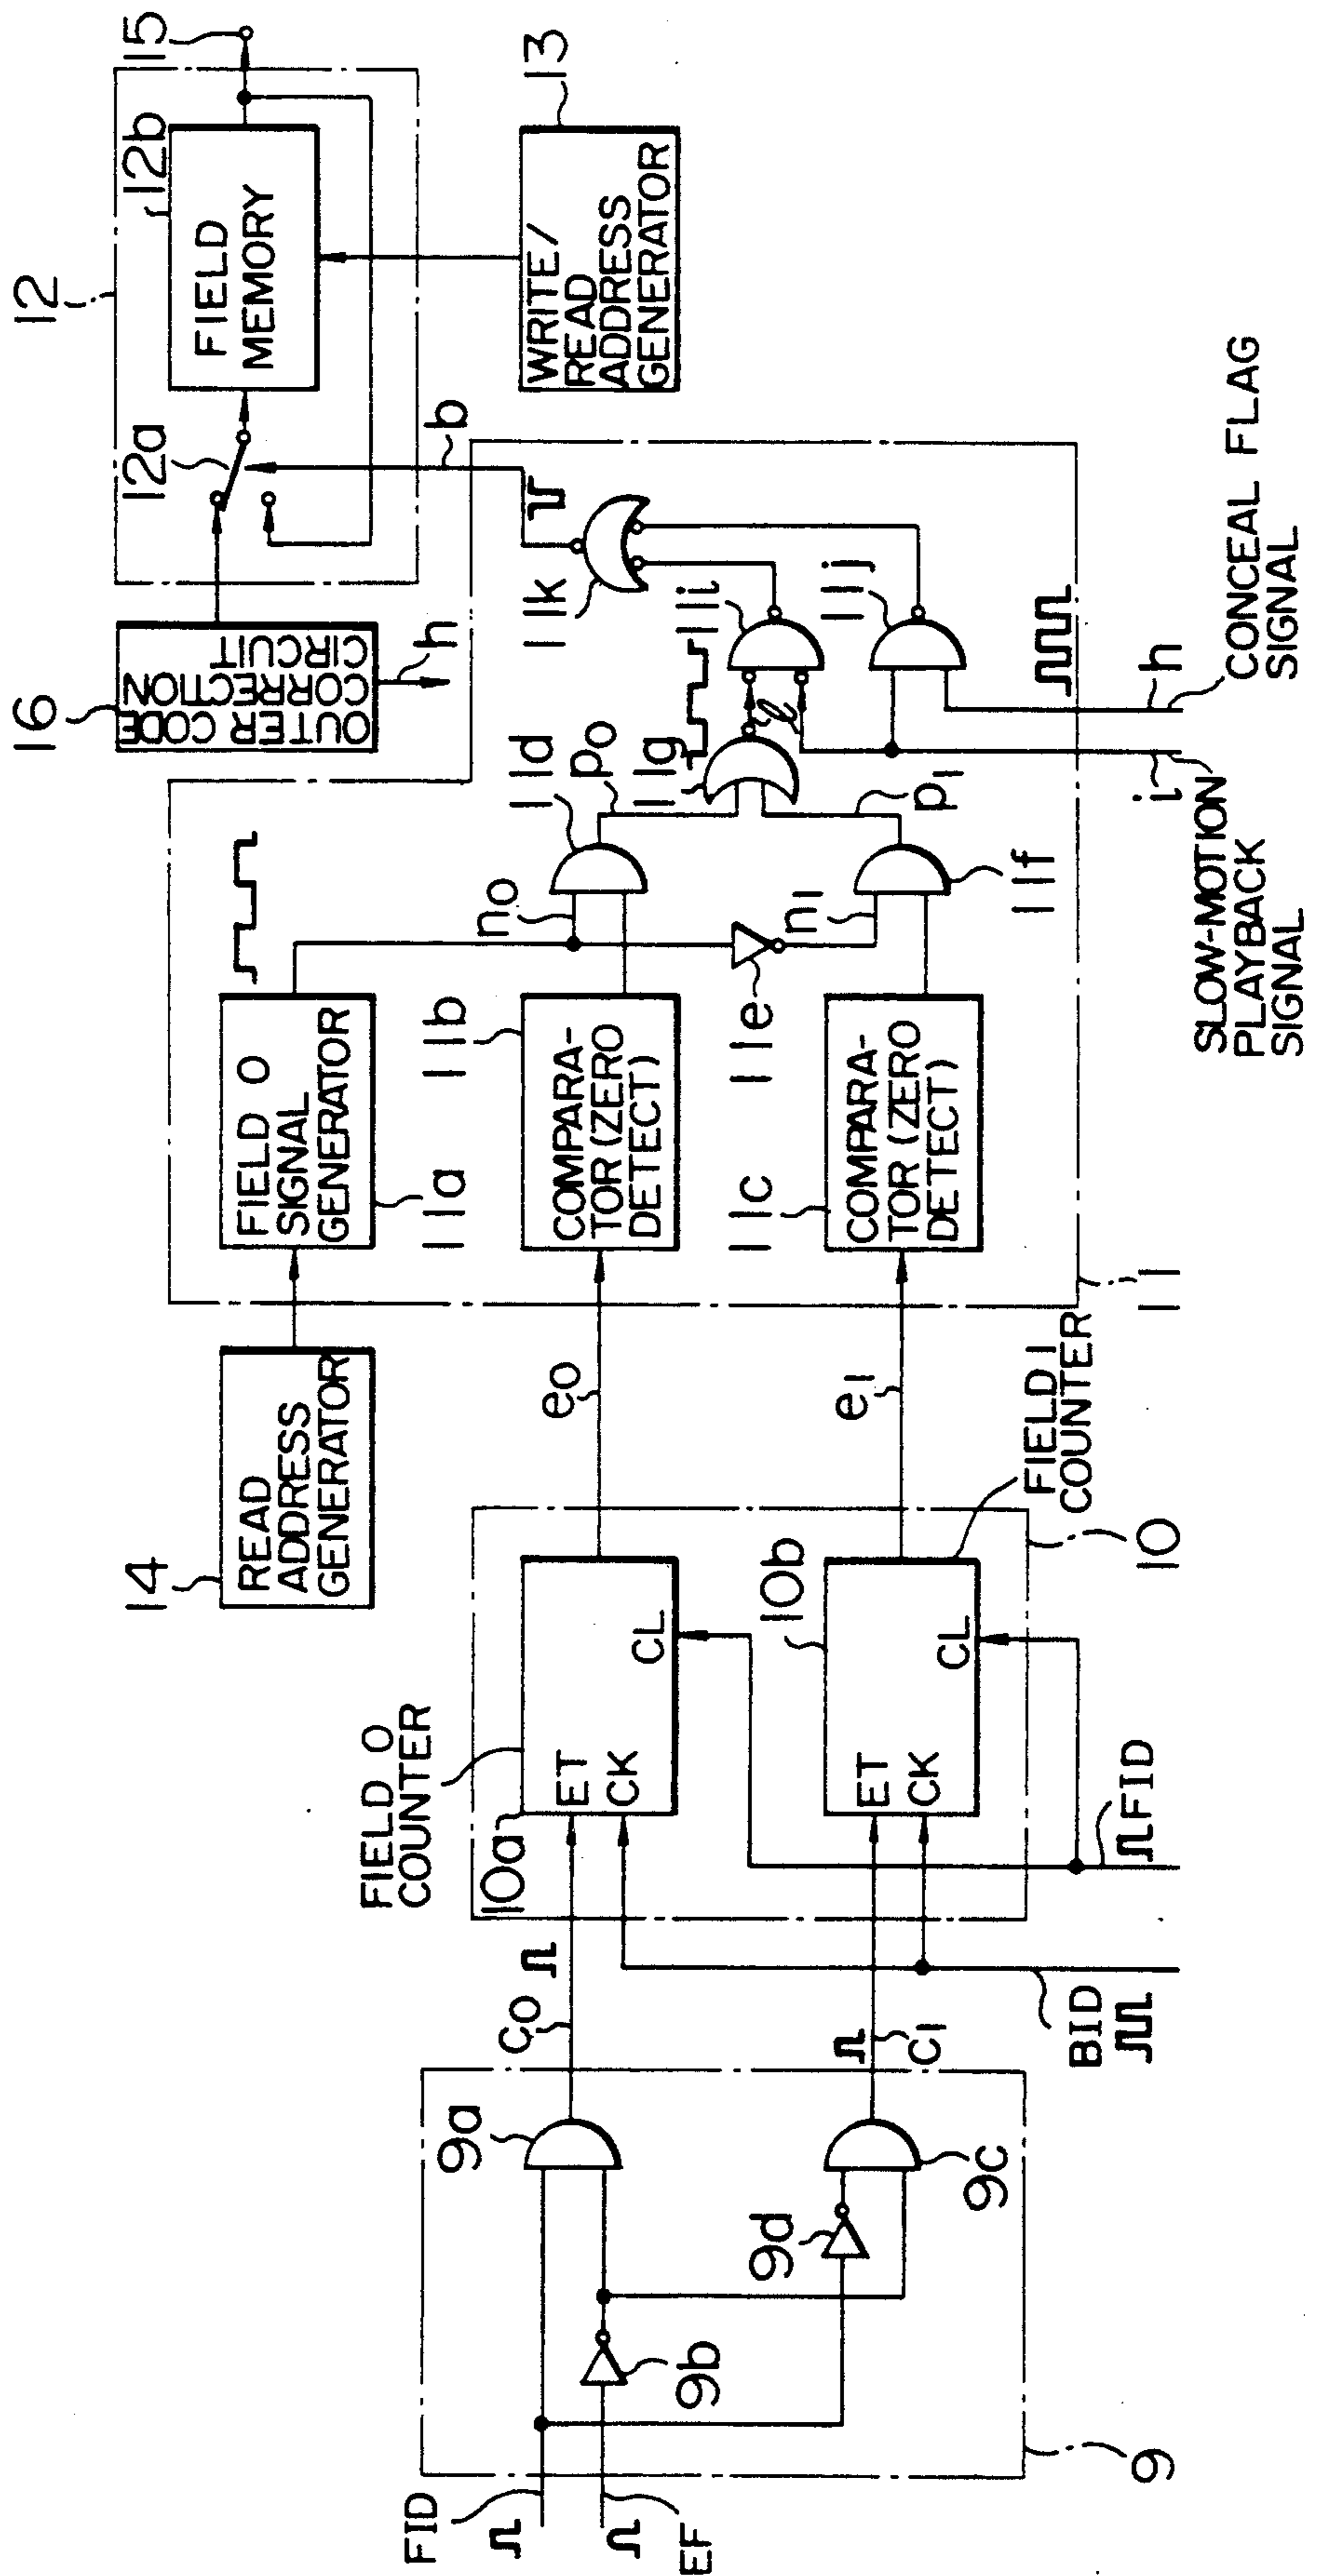 FID
EF
9
9a
9b
9c
9d
c0
c1
BID
FID
FIELD 0
COUNTER
10a
ET
CK
CL
10b
ET
CK
CL
FIELD 1
COUNTER
10
e0
e1
14
READ
ADDRESS
GENERATOR
11
FIELD 0
SIGNAL
GENERATOR
11a
COMPARA-
TOR (ZERO
DETECT)
11b
COMPARA-
TOR (ZERO
DETECT)
11c
n0
n1
11e
11d
11f
p0
p1
11g
ℓ
11i
11j
11k
b
i
SLOW-MOTION
PLAYBACK
SIGNAL
h
CONCEAL FLAG
SIGNAL
16
OUTER CODE
CORRECTION
CIRCUIT
h
12
12a
12b
FIELD
MEMORY
13
WRITE/
READ
ADDRESS
GENERATOR
15